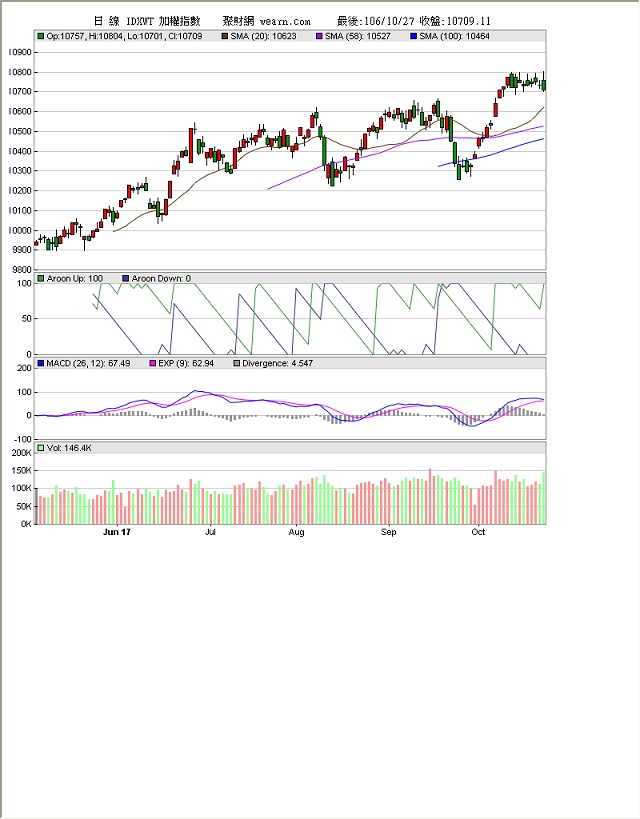 日 線 IDXWT 加權指數 聚財網 wearn.com 最後:106/10/27 收盤:10709.11
Op:10757, Hi:10804, Lo:10701, Cl:10709 SMA (20): 10623 SMA (58): 10527 SMA (100): 10464
10900
10800
10700
10600
10500
10400
10300
10200
10100
10000
9900
9800
Aroon Up: 100 Aroon Down: 0
100
50
0
MACD (26, 12): 67.49 EXP (9): 62.94 Divergence: 4.547
200
100
0
-100
Vol: 146.4K
200K
150K
100K
50K
0K
Jun 17 Jul Aug Sep Oct